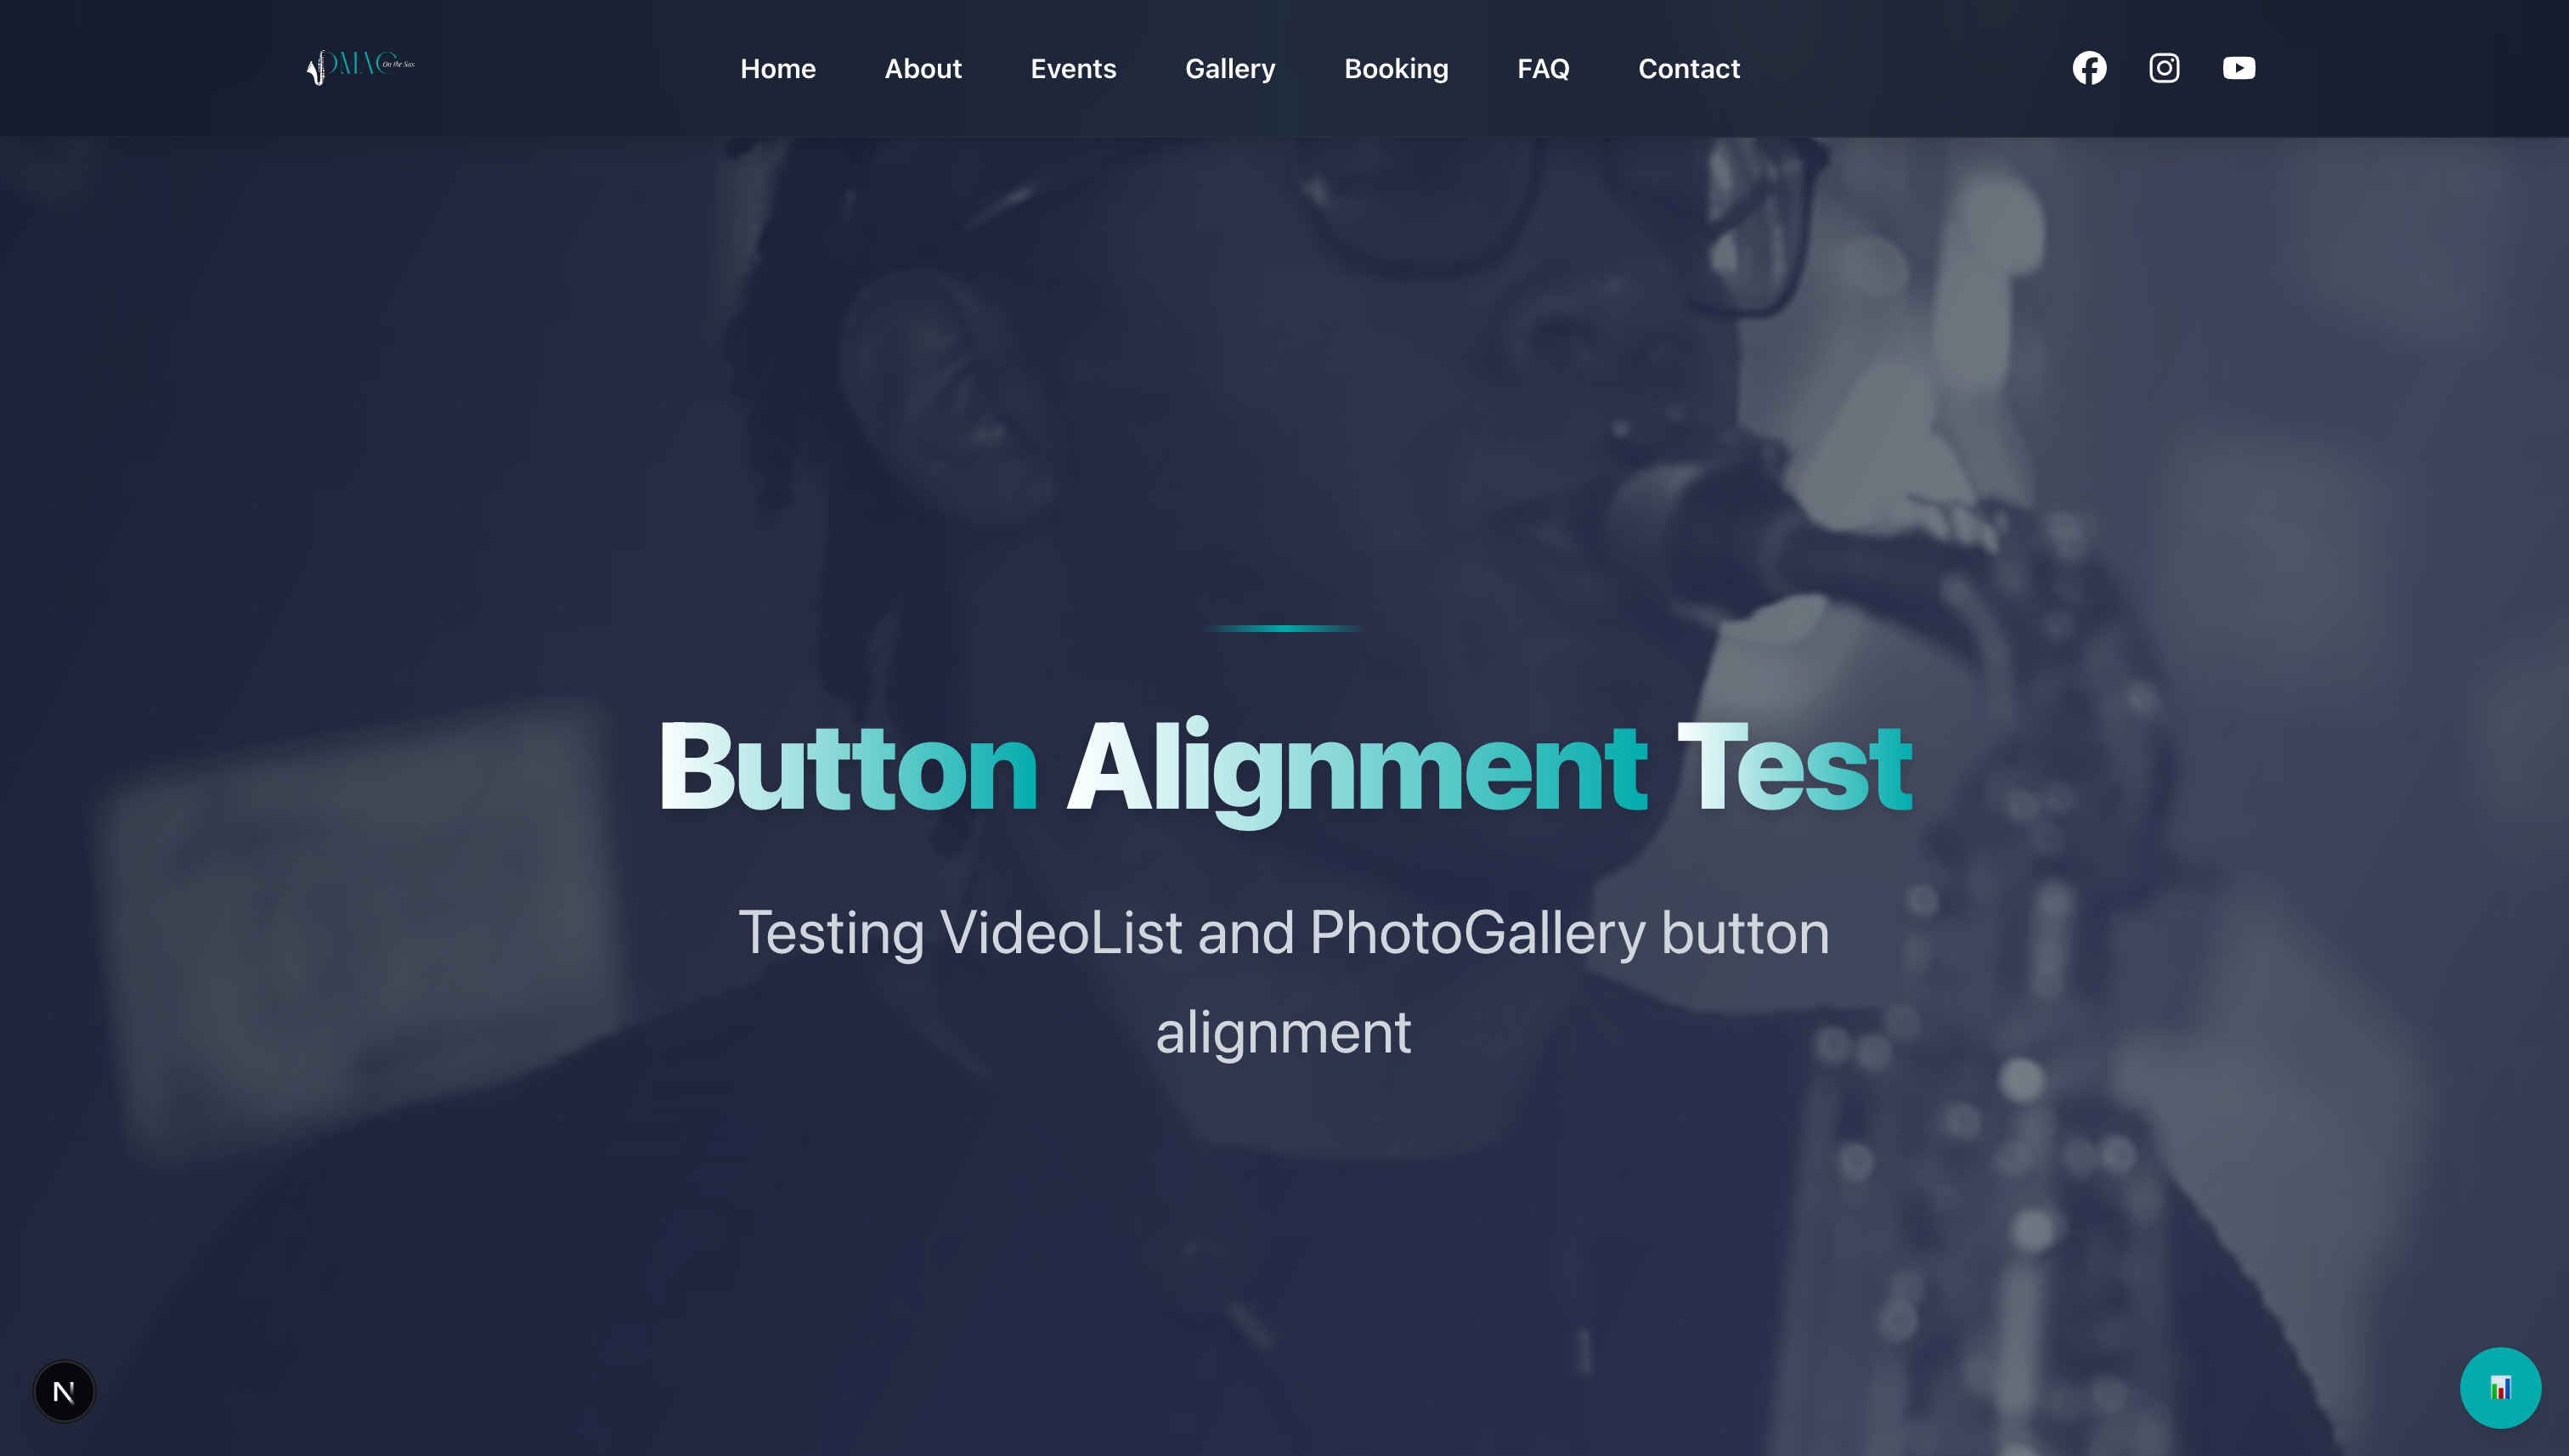 DMAC On the Sax
Home About Events Gallery Booking FAQ Contact
Button Alignment Test
Testing VideoList and PhotoGallery button
alignment
N